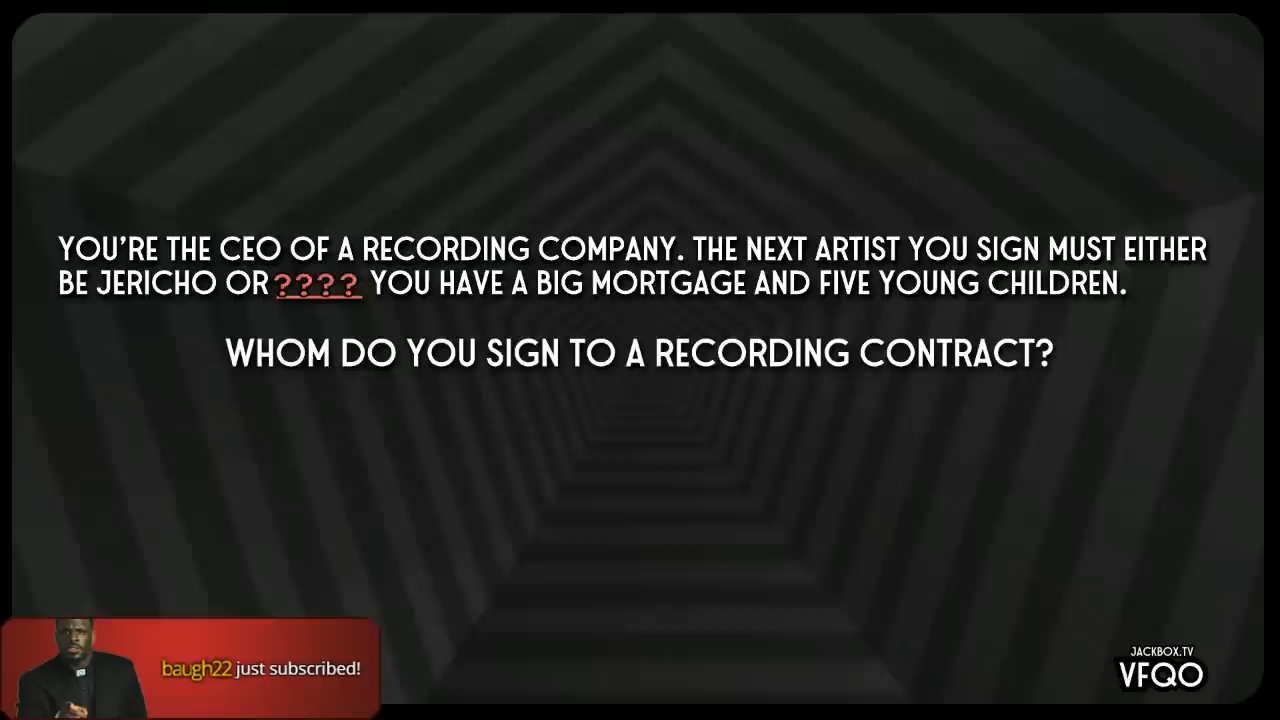 YOU'RE THE CEO OF A RECORDING COMPANY. THE NEXT ARTIST YOU SIGN MUST EITHER
BE JERICHO OR ???? YOU HAVE A BIG MORTGAGE AND FIVE YOUNG CHILDREN.
WHOM DO YOU SIGN TO A RECORDING CONTRACT?
baugh22 just subscribed!
JACKBOX.TV
VFQO